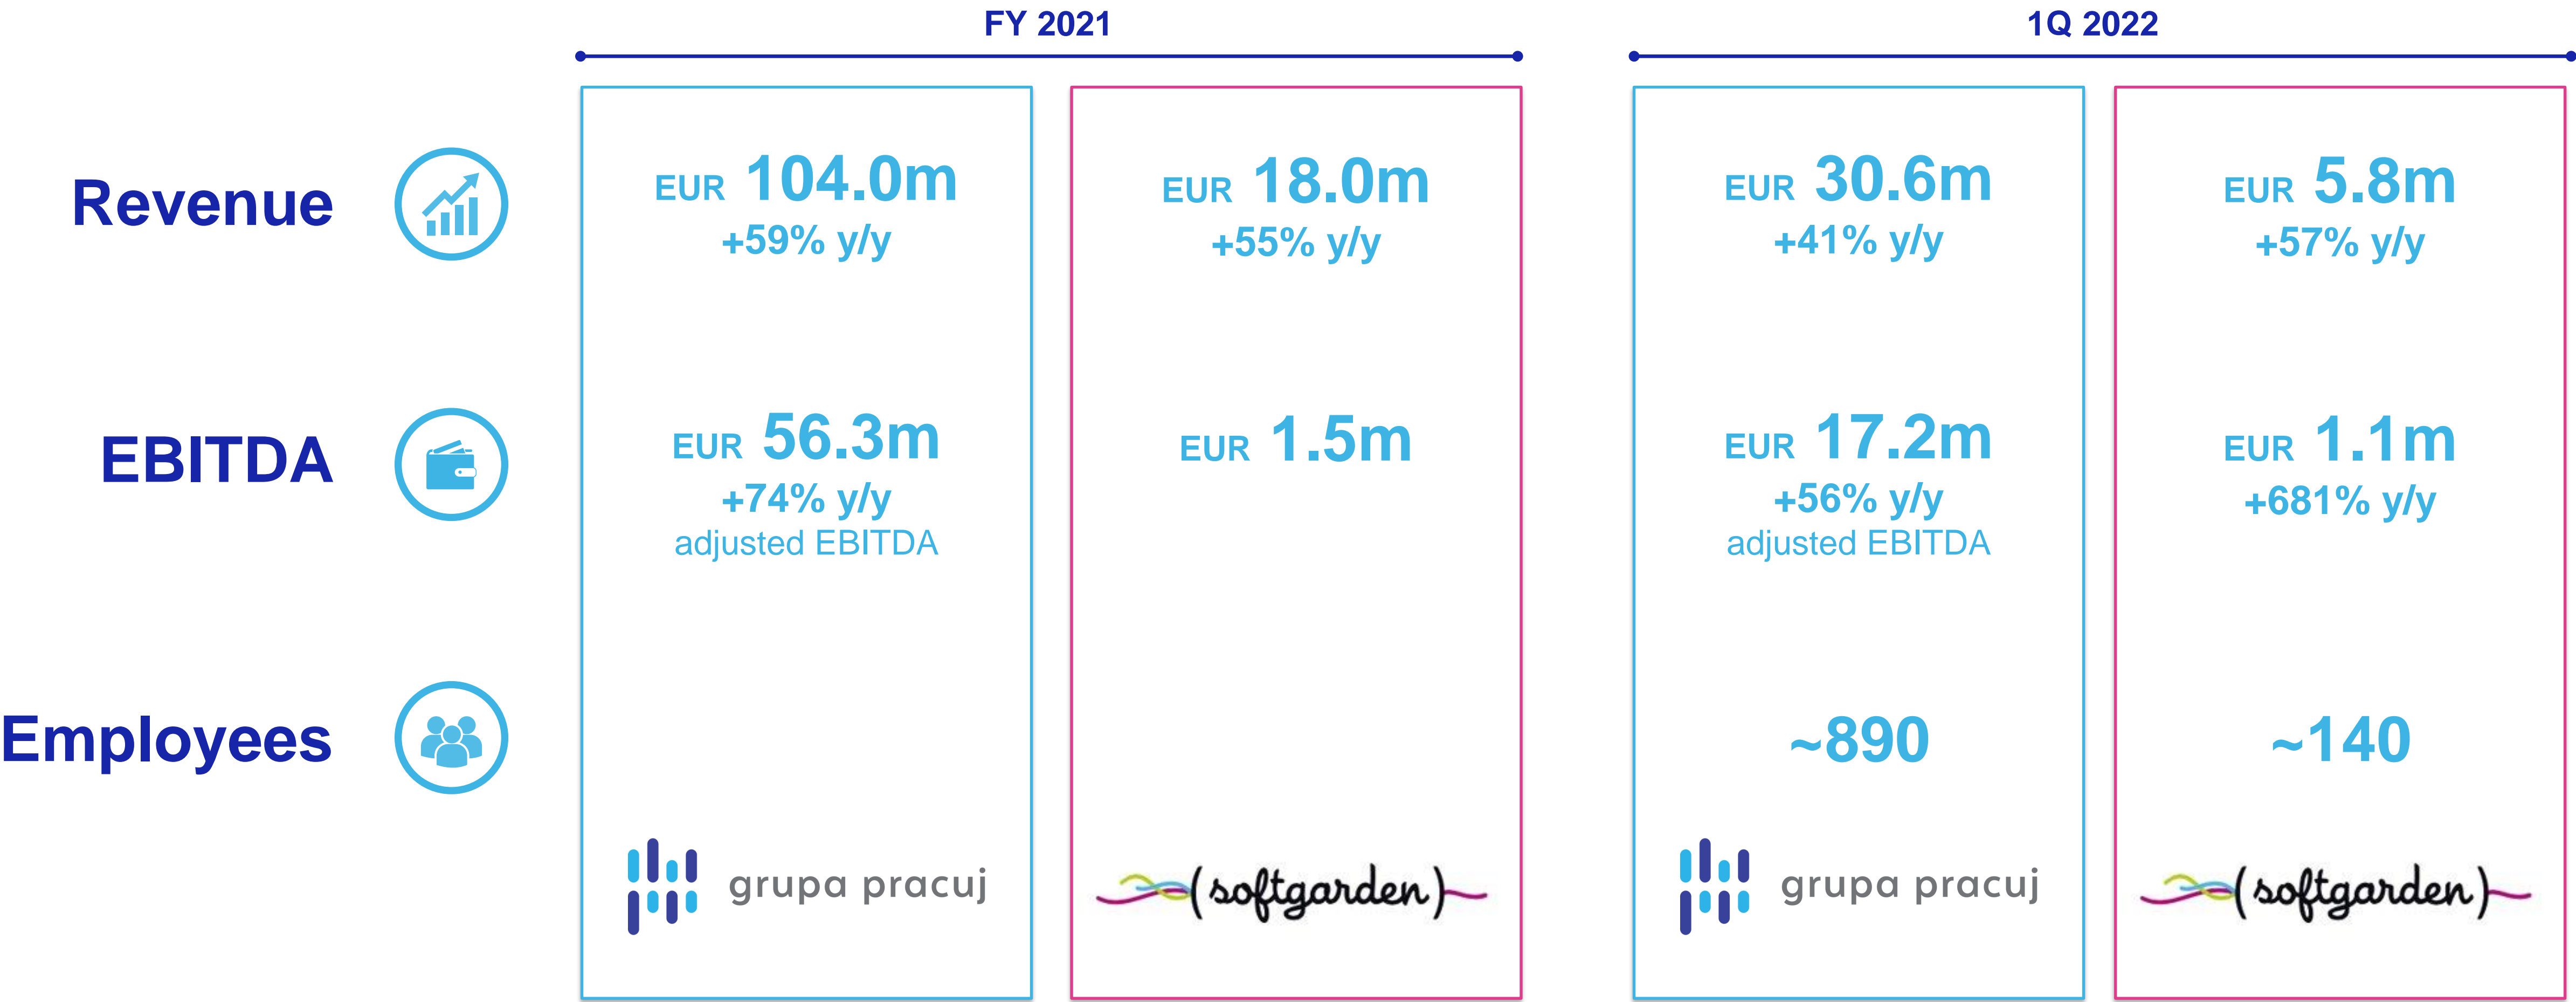 FY 2021
1Q 2022
Revenue
EUR 104.0m
+59% y/y
EUR 18.0m
+55% y/y
EUR 30.6m
+41% y/y
EUR 5.8m
+57% y/y
EBITDA
EUR 56.3m
+74% y/y
adjusted EBITDA
EUR 1.5m
EUR 17.2m
+56% y/y
adjusted EBITDA
EUR 1.1m
+681% y/y
Employees
~890
~140
grupa pracuj
(softgarden)
grupa pracuj
(softgarden)